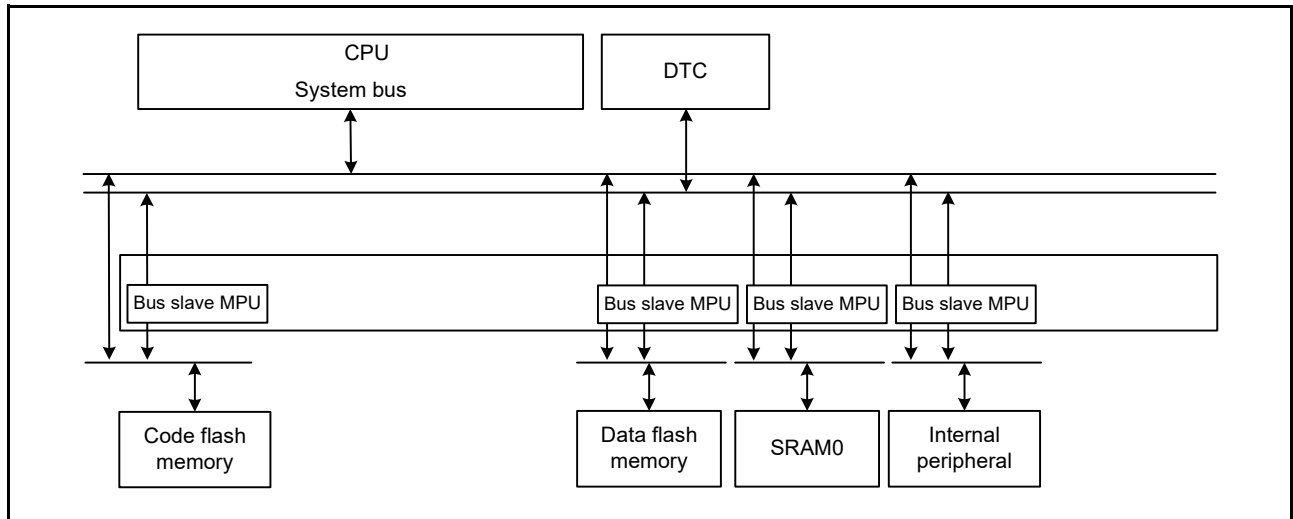 CPU
System bus
DTC
Bus slave MPU
Bus slave MPU
Bus slave MPU
Bus slave MPU
Code flash
memory
Data flash
memory
SRAM0
Internal
peripheral